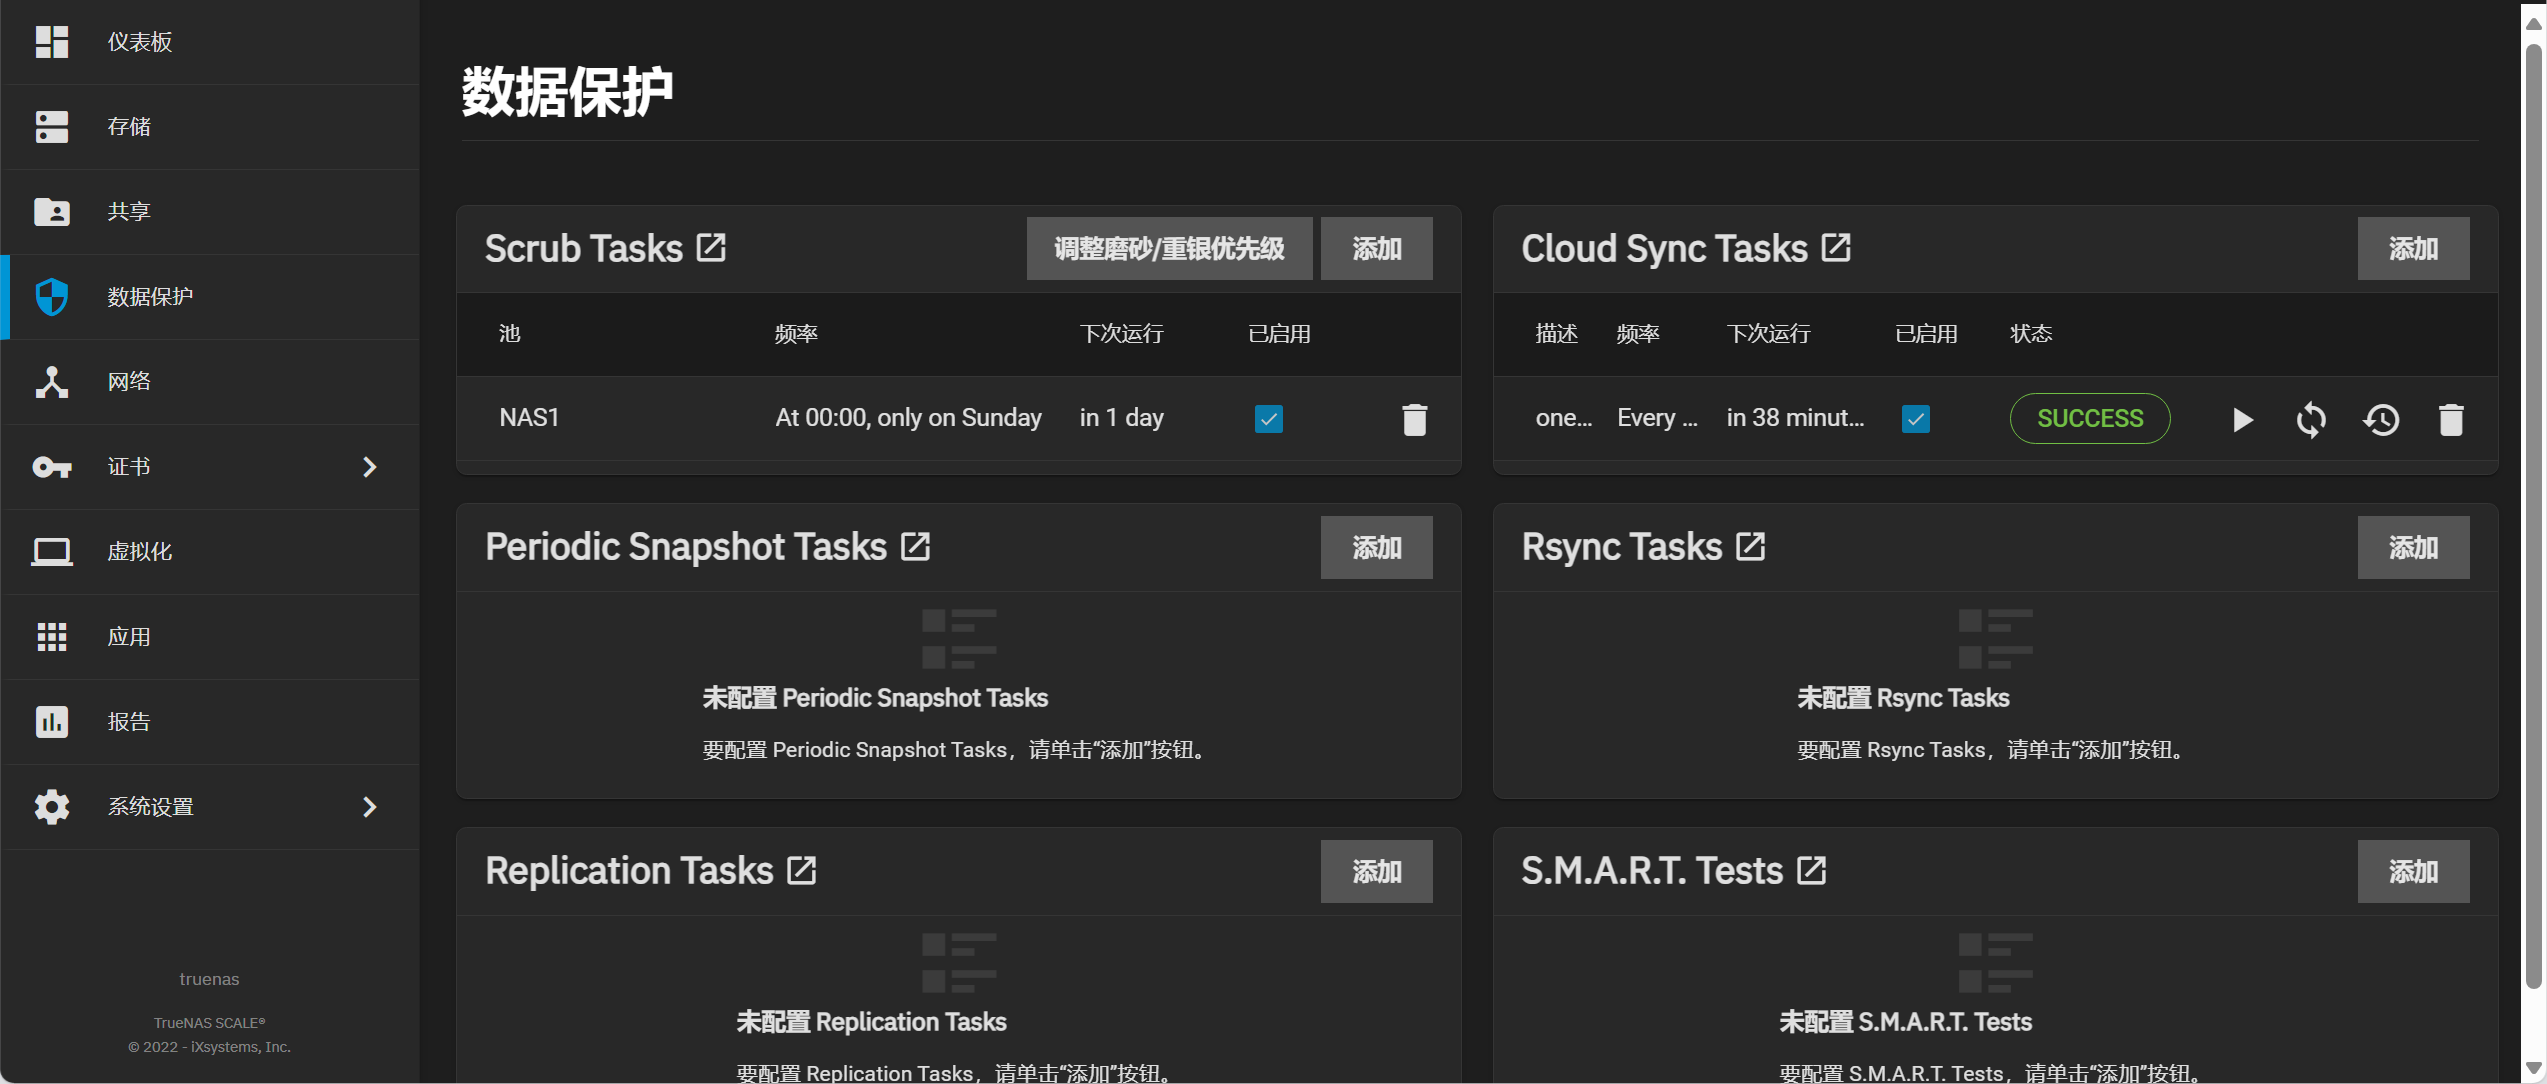 仪表板
存储
共享
数据保护
网络
证书
虚拟化
应用
报告
系统设置
truenas
TrueNAS SCALE®
© 2022 - iXsystems, Inc.
数据保护
Scrub Tasks
调整磨砂/重银优先级
添加
池 频率 下次运行 已启用
NAS1 At 00:00, only on Sunday in 1 day
Cloud Sync Tasks
添加
描述 频率 下次运行 已启用 状态
one... Every ... in 38 minut... SUCCESS
Periodic Snapshot Tasks
添加
未配置 Periodic Snapshot Tasks
要配置 Periodic Snapshot Tasks，请单击“添加”按钮。
Rsync Tasks
添加
未配置 Rsync Tasks
要配置 Rsync Tasks，请单击“添加”按钮。
Replication Tasks
添加
未配置 Replication Tasks
要配置 Replication Tasks，请单击“添加”按钮。
S.M.A.R.T. Tests
添加
未配置 S.M.A.R.T. Tests
要配置 S.M.A.R.T. Tests，请单击“添加”按钮。